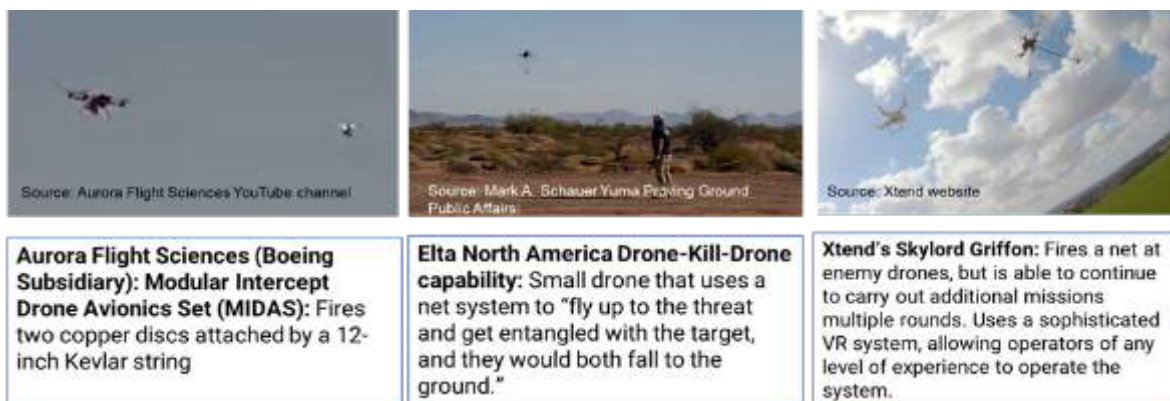 Source: Aurora Flight Sciences YouTube channel
Source: Mark A. Schauer Yuma Proving Ground
Public Affairs
Source: Xtend website
Aurora Flight Sciences (Boeing
Subsidiary): Modular Intercept
Drone Avionics Set (MIDAS): Fires
two copper discs attached by a 12-
inch Kevlar string
Elta North America Drone-Kill-Drone
capability: Small drone that uses a
net system to “fly up to the threat
and get entangled with the target,
and they would both fall to the
ground.”
Xtend’s Skylord Griffon: Fires a net at
enemy drones, but is able to continue
to carry out additional missions
multiple rounds. Uses a sophisticated
VR system, allowing operators of any
level of experience to operate the
system.